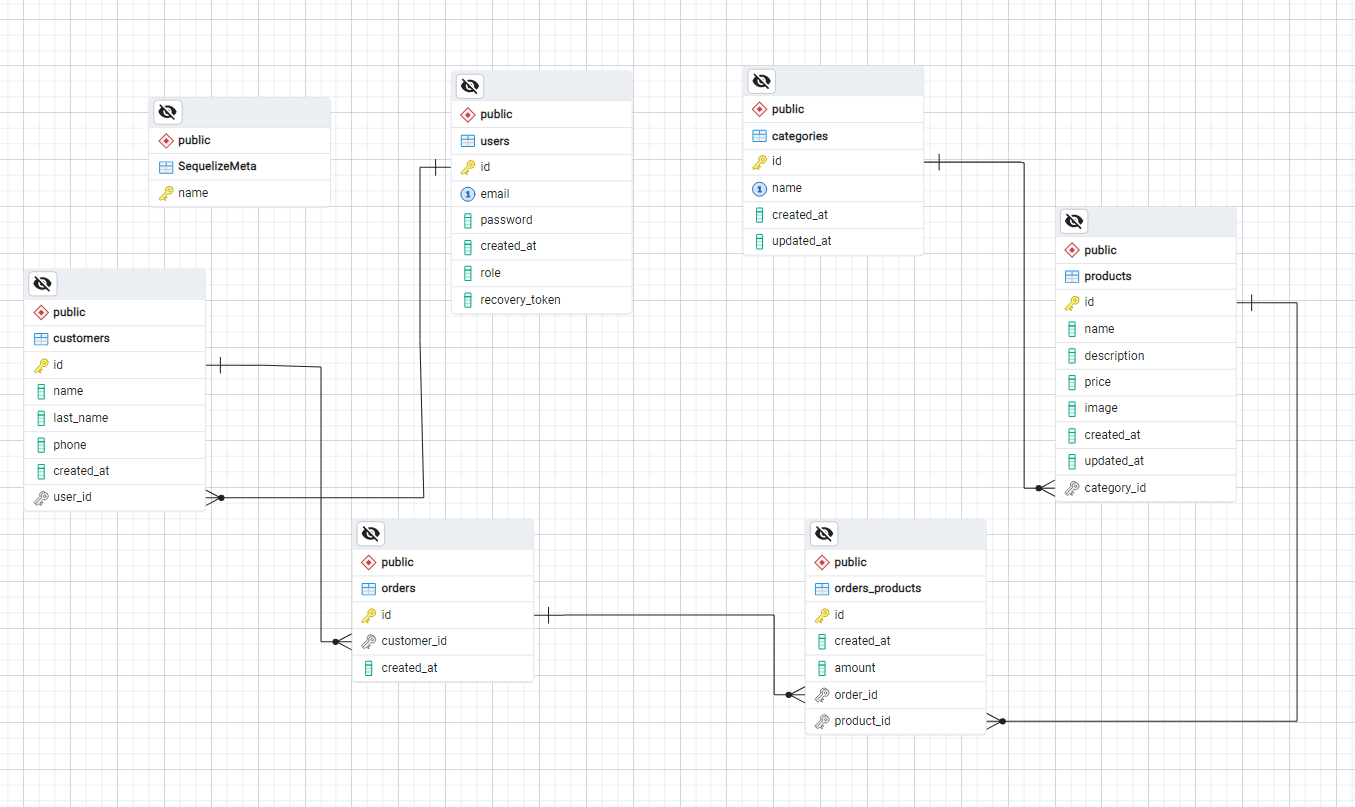 public
SequelizeMeta
name
public
users
id
1 email
password
created_at
role
recovery_token
public
categories
id
1 name
created_at
updated_at
public
products
id
name
description
price
image
created_at
updated_at
category_id
public
customers
id
name
last_name
phone
created_at
user_id
public
orders
id
customer_id
created_at
public
orders_products
id
created_at
amount
order_id
product_id